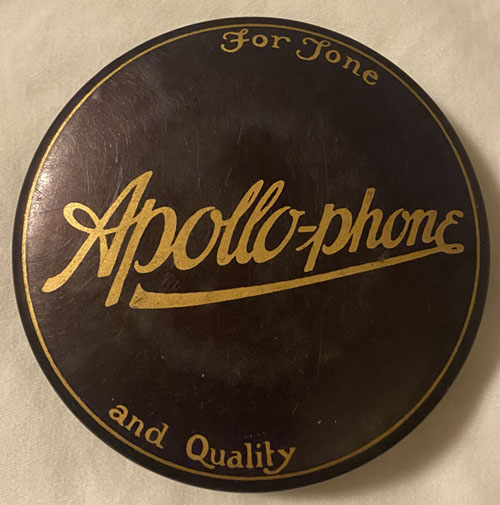 For Tone
Apollo-phone
and Quality